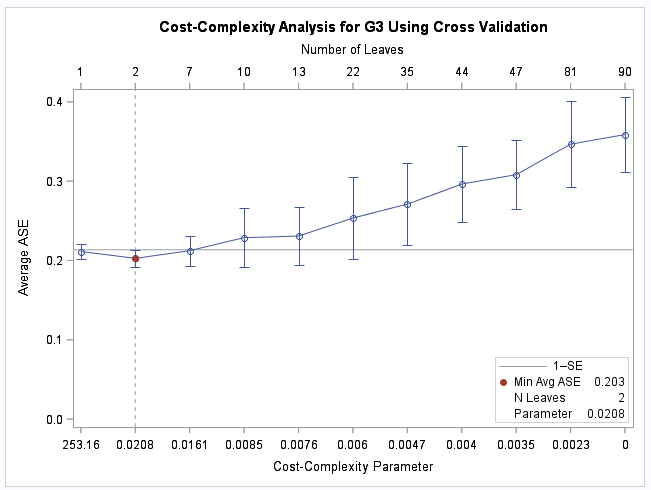 Cost-Complexity Analysis for G3 Using Cross Validation
Number of Leaves
1 2 7 10 13 22 35 44 47 81 90
0.4
0.3
0.2
0.1
0.0
Average ASE
1–SE
Min Avg ASE 0.203
N Leaves 2
Parameter 0.0208
253.16 0.0208 0.0161 0.0085 0.0076 0.006 0.0047 0.004 0.0035 0.0023 0
Cost-Complexity Parameter